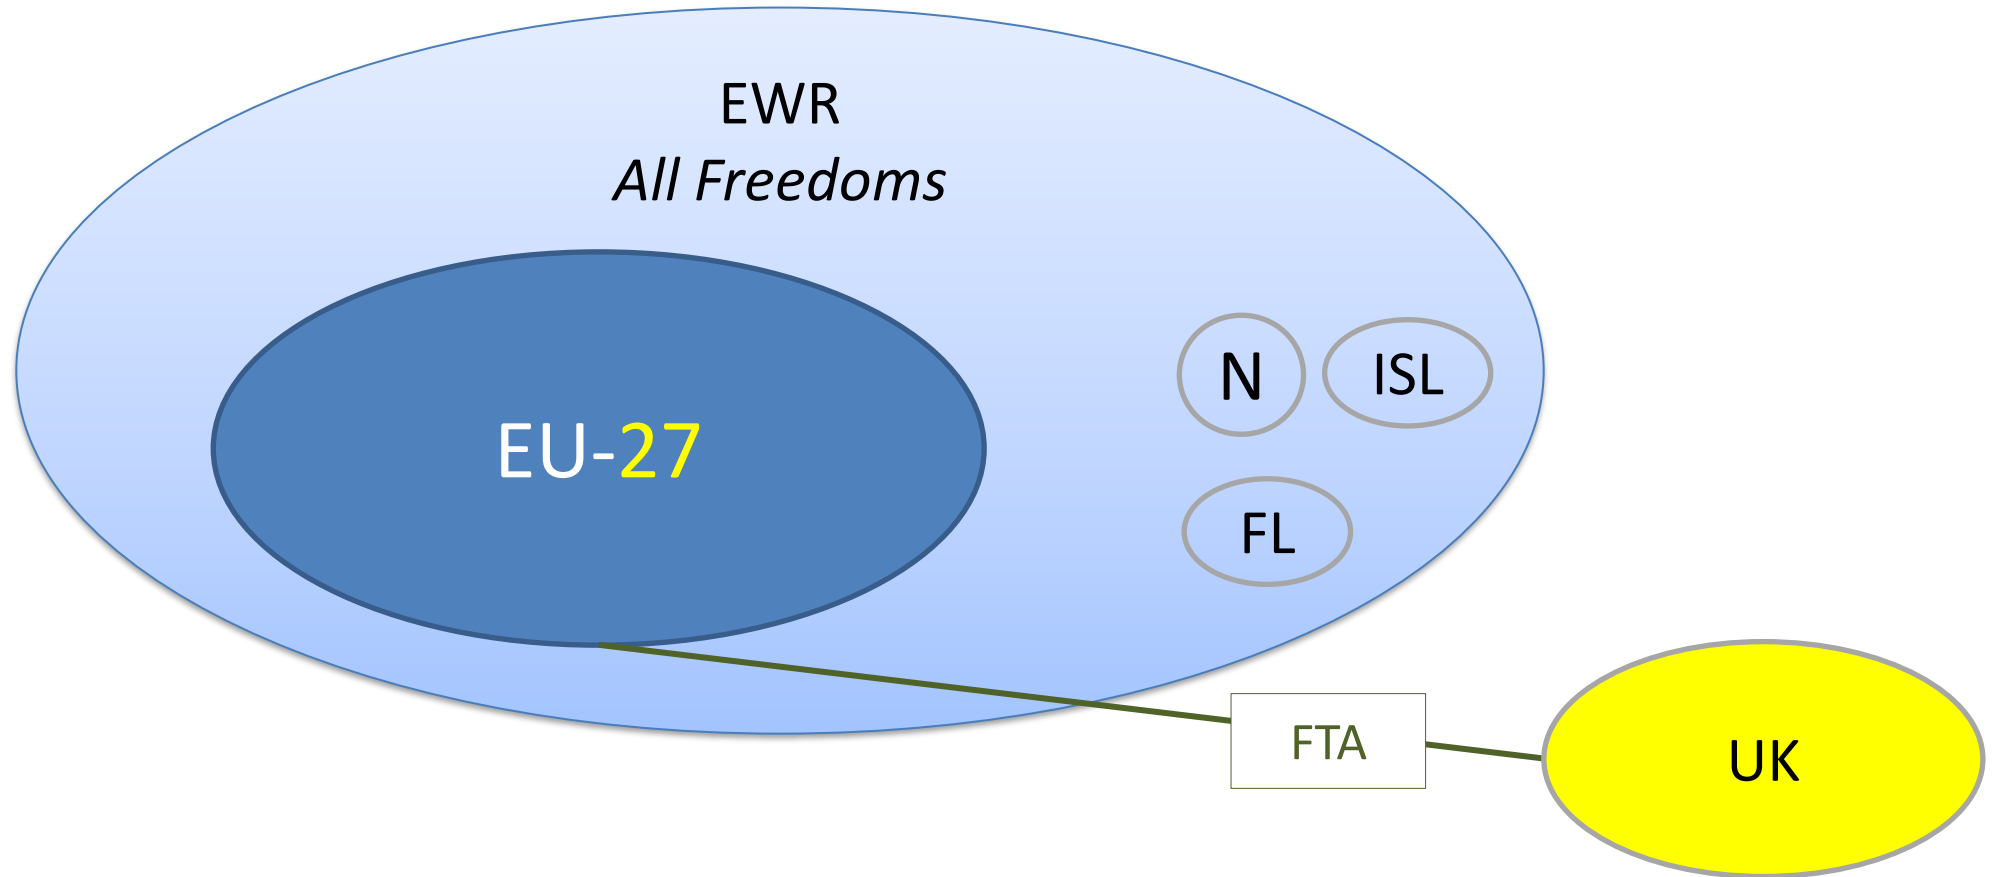 EWR
All Freedoms
EU-27
N
ISL
FL
FTA
UK